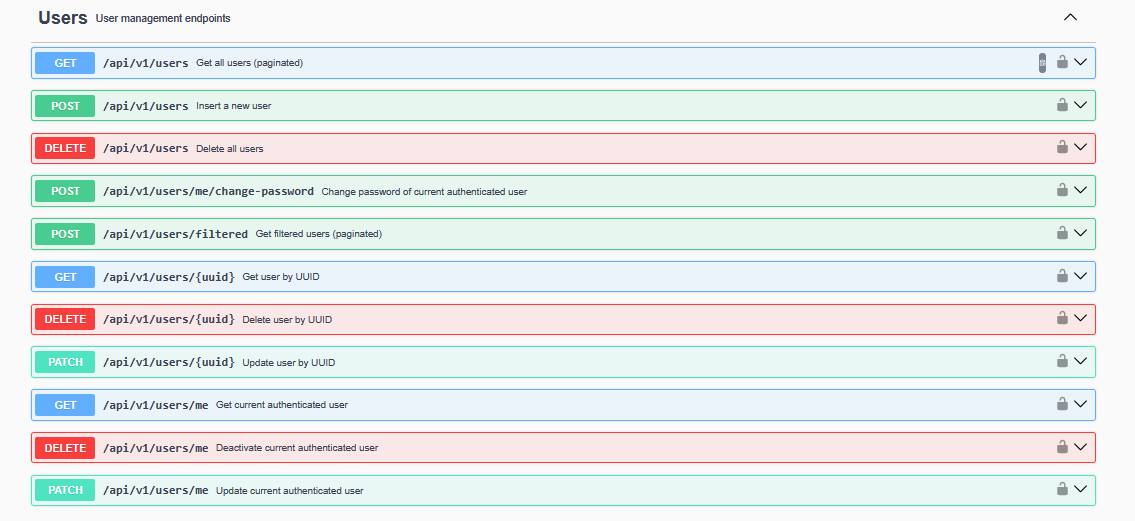 Users User management endpoints
GET /api/v1/users Get all users (paginated)
POST /api/v1/users Insert a new user
DELETE /api/v1/users Delete all users
POST /api/v1/users/me/change-password Change password of current authenticated user
POST /api/v1/users/filtered Get filtered users (paginated)
GET /api/v1/users/{uuid} Get user by UUID
DELETE /api/v1/users/{uuid} Delete user by UUID
PATCH /api/v1/users/{uuid} Update user by UUID
GET /api/v1/users/me Get current authenticated user
DELETE /api/v1/users/me Deactivate current authenticated user
PATCH /api/v1/users/me Update current authenticated user